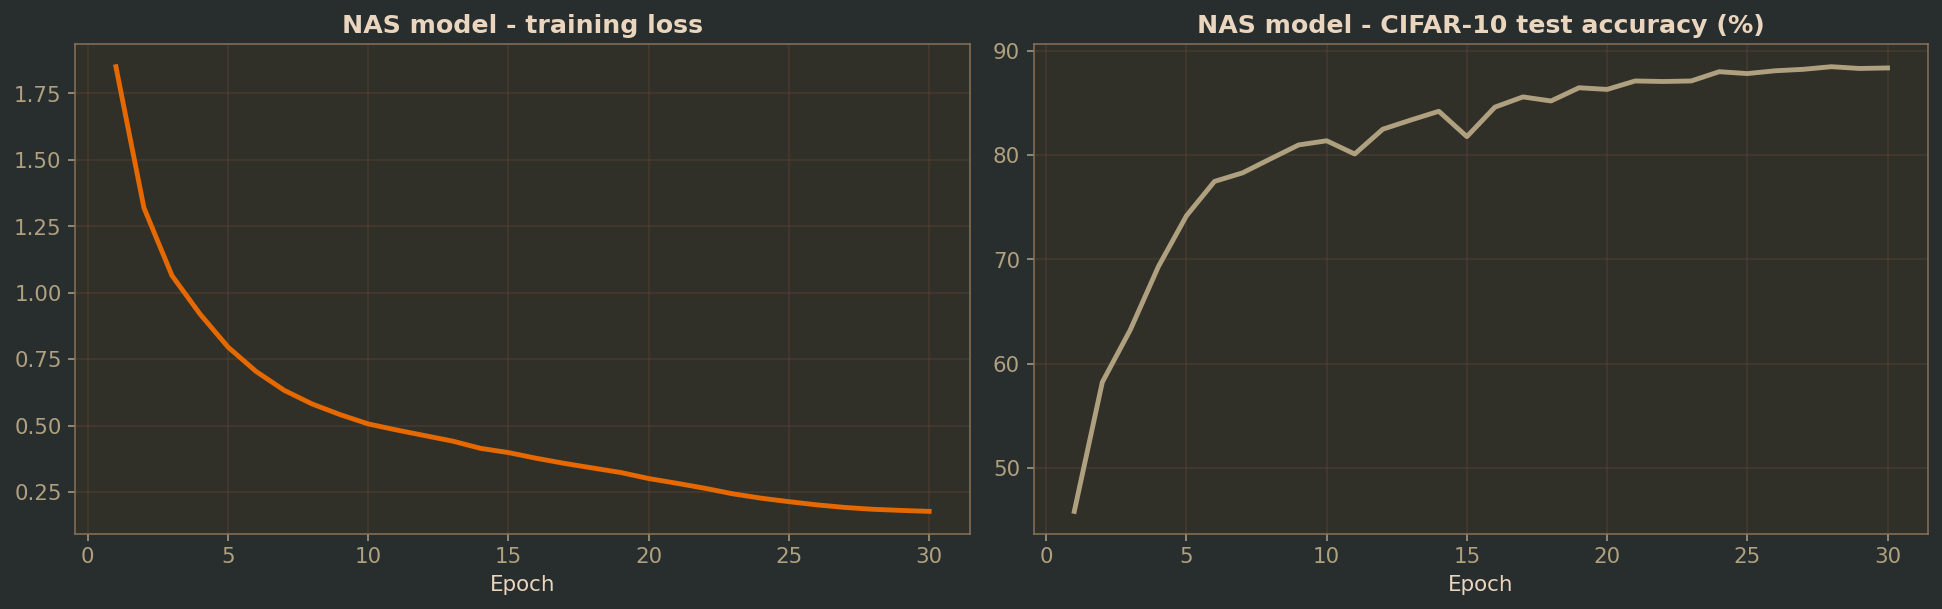 NAS model - training loss
1.75
1.50
1.25
1.00
0.75
0.50
0.25
0 5 10 15 20 25 30
Epoch
NAS model - CIFAR-10 test accuracy (%)
90
80
70
60
50
0 5 10 15 20 25 30
Epoch